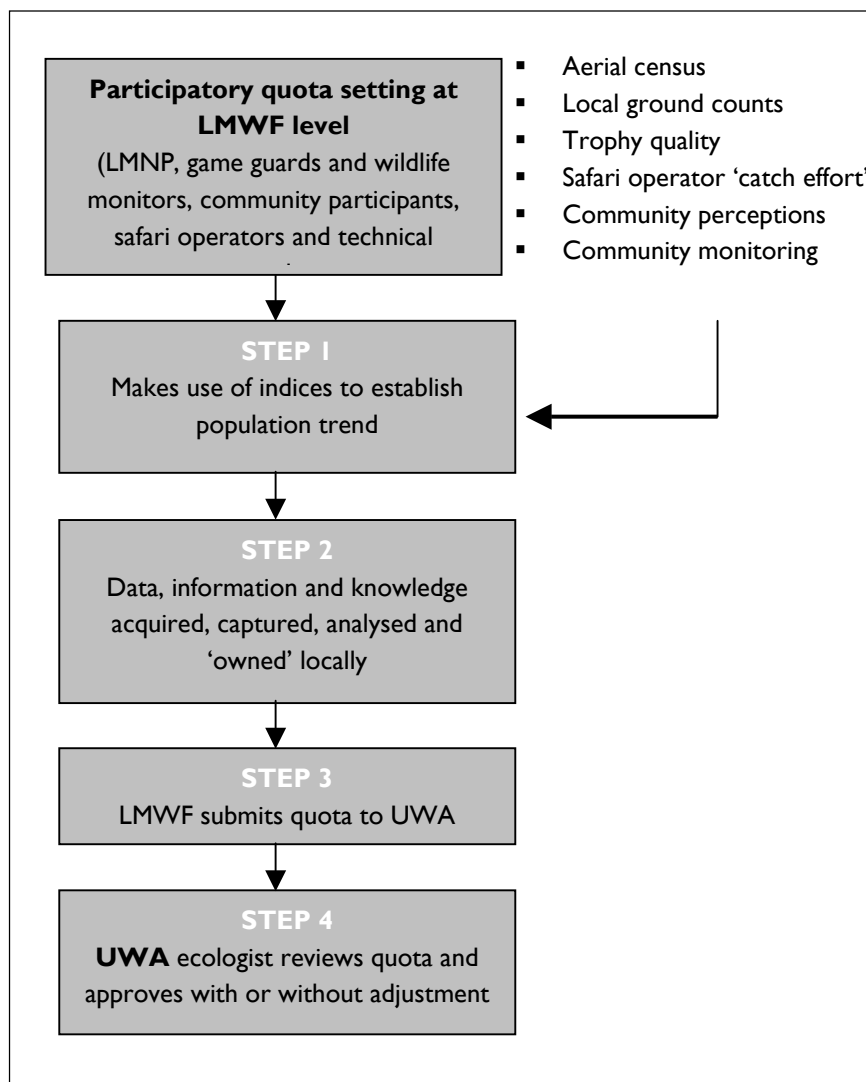 Participatory quota setting at
LMWF level
(LMNP, game guards and wildlife
monitors, community participants,
safari operators and technical
▪ Aerial census
▪ Local ground counts
▪ Trophy quality
▪ Safari operator ‘catch effort’
▪ Community perceptions
▪ Community monitoring
STEP 1
Makes use of indices to establish
population trend
STEP 2
Data, information and knowledge
acquired, captured, analysed and
‘owned’ locally
STEP 3
LMWF submits quota to UWA
STEP 4
UWA ecologist reviews quota and
approves with or without adjustment